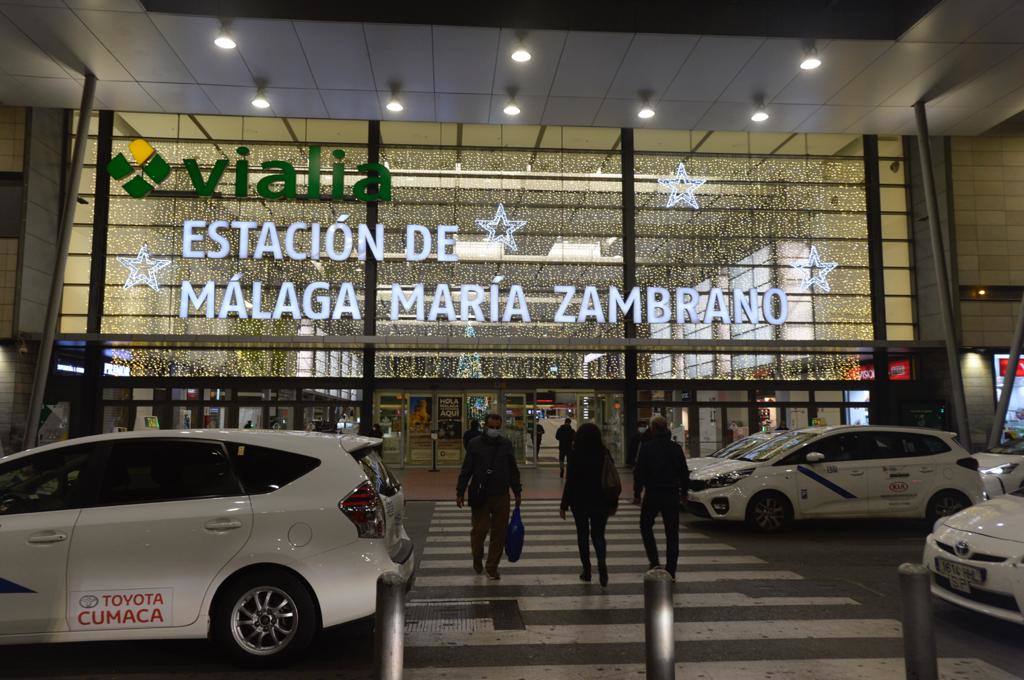 vialia
ESTACIÓN DE
MÁLAGA MARÍA ZAMBRANO
HOLA
AQUÍ
KIA
TOYOTA
CUMACA